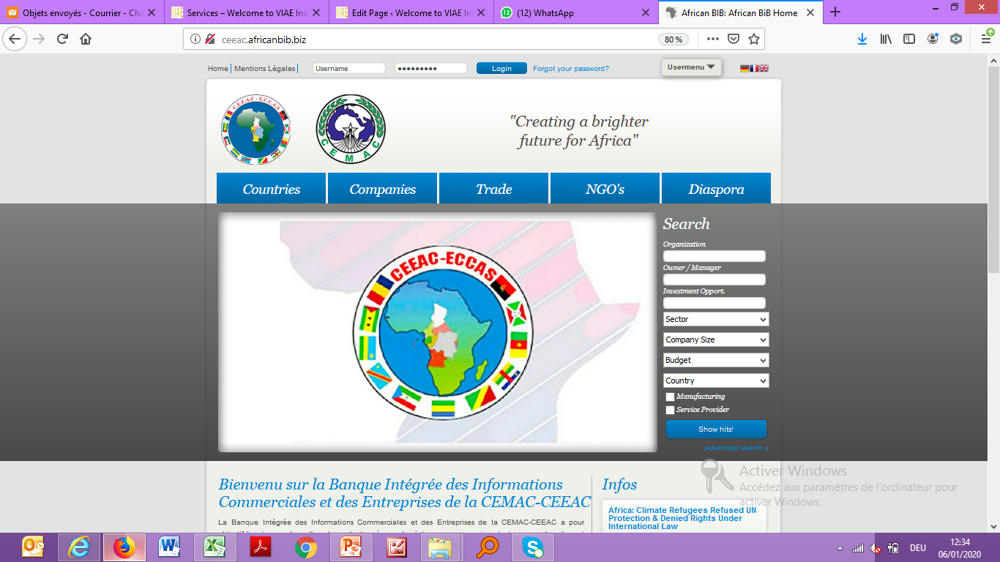 Objets envoyés - Courrier - Cha
Services – Welcome to VIAE Inst
Edit Page ‹ Welcome to VIAE In
(12) WhatsApp
African BIB: African BiB Home
ceeac.africanbib.biz
80 %
Home
Mentions Légales
Username
Login
Forgot your password?
Usermenu
C.E.E.A.C - E.C.C.A.S
CEMAC
"Creating a brighter
future for Africa"
Countries
Companies
Trade
NGO's
Diaspora
CEEAC-ECCAS
Search
Organization
Owner / Manager
Investment Opport.
Sector
Company Size
Budget
Country
Manufacturing
Service Provider
Show hits!
advanced search »
Activer Windows
Accédez aux paramètres de l'ordinateur pour
activer Windows.
Bienvenu sur la Banque Intégrée des Informations
Commerciales et des Entreprises de la CEMAC-CEEAC
La Banque Intégrée des Informations Commerciales et des Entreprises de la CEMAC-CEEAC a pour
Infos
Africa: Climate Refugees Refused UN
Protection & Denied Rights Under
International Law
DEU
12:34
06/01/2020